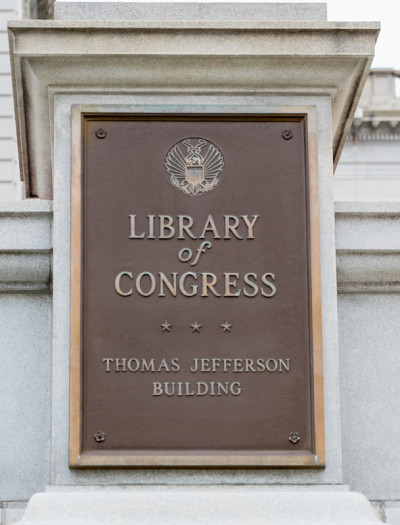 LIBRARY
of
CONGRESS
THOMAS JEFFERSON
BUILDING